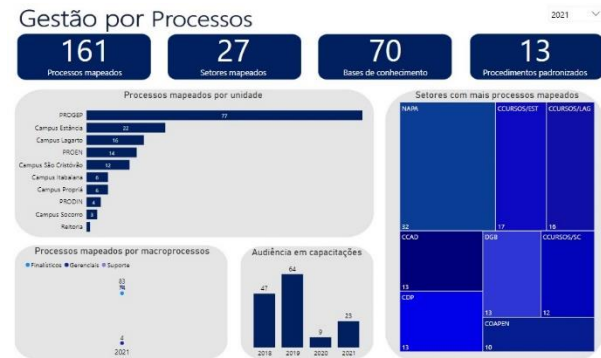 Gestão por Processos
2021
161
Processos mapeados
27
Setores mapeados
70
Bases de conhecimento
13
Procedimentos padronizados
Processos mapeados por unidade
PROGEP 77
Campus Estância 22
Campus Lagarto 16
PROEN 14
Campus São Cristóvão 12
Campus Itabaiana 6
Campus Propriá 6
PRODIN 4
Campus Socorro 3
Reitoria
Setores com mais processos mapeados
NAPA
32
CCURSOS/EST
17
CCURSOS/LAG
16
CCAD
13
DGB
13
CCURSOS/SC
12
CDP
13
COAPEN
10
Processos mapeados por macroprocessos
Finalísticos Gerenciais Suporte
83
74
4
2021
Audiência em capacitações
47
64
9
23
2018 2019 2020 2021